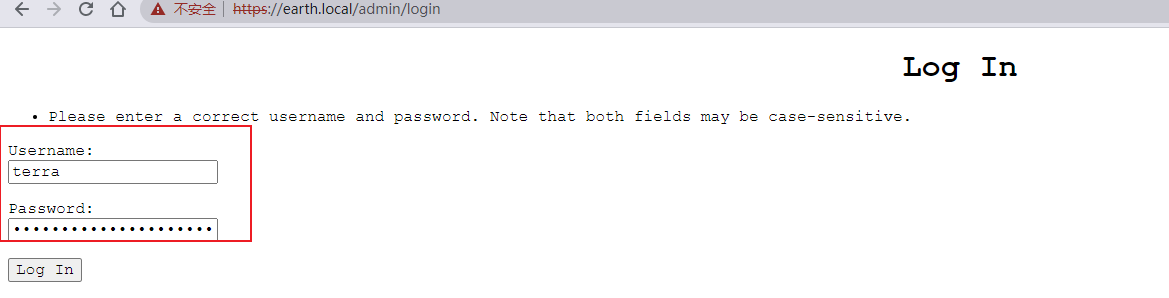 不安全 https://earth.local/admin/login
Log In
• Please enter a correct username and password. Note that both fields may be case-sensitive.
Username:
terra
Password:
••••••••••••••••••••••
Log In